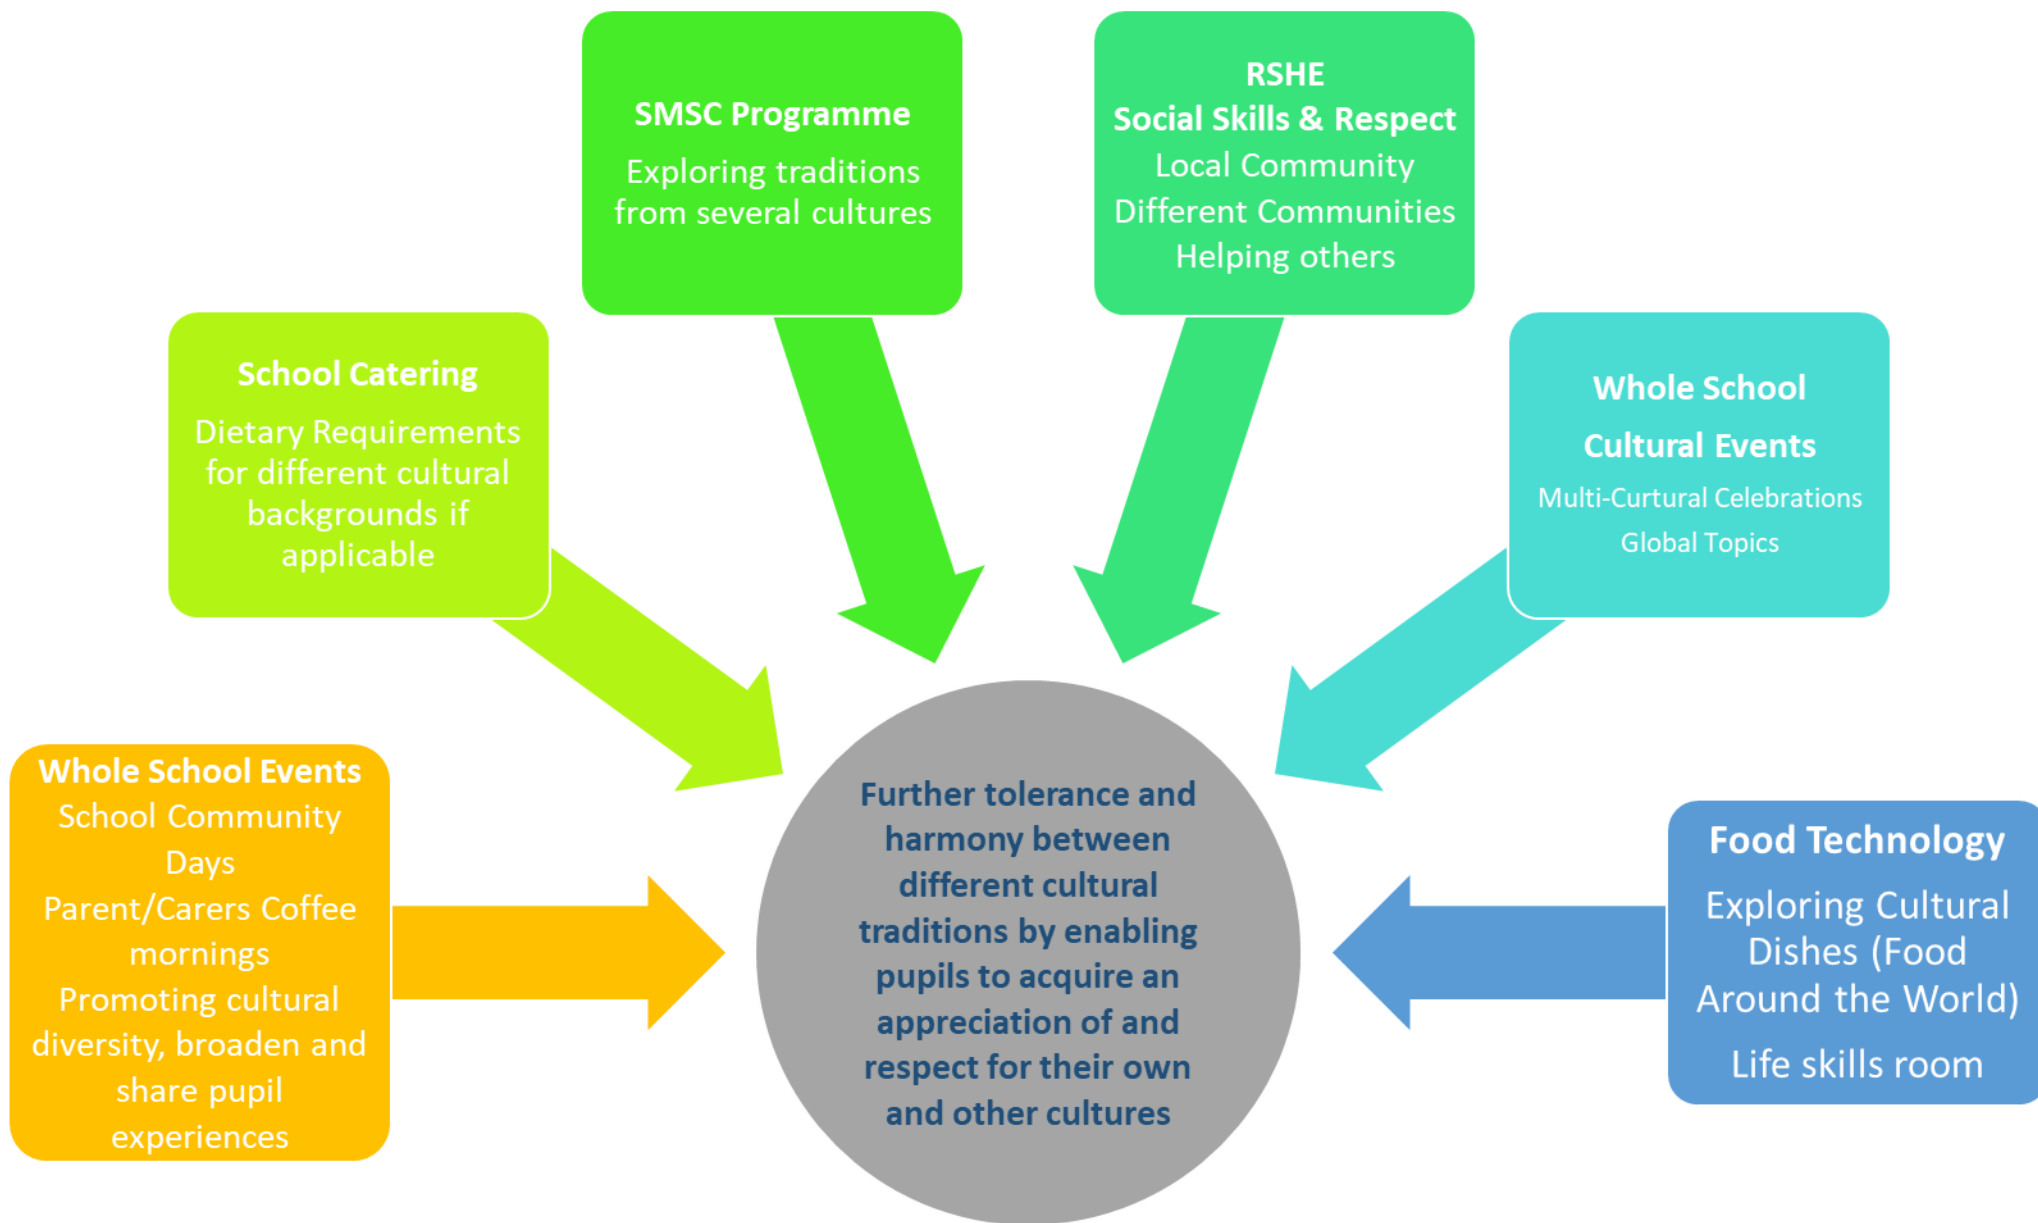 SMSC Programme
Exploring traditions
from several cultures
RSHE
Social Skills & Respect
Local Community
Different Communities
Helping others
School Catering
Dietary Requirements
for different cultural
backgrounds if
applicable
Whole School
Cultural Events
Multi-Curtural Celebrations
Global Topics
Whole School Events
School Community
Days
Parent/Carers Coffee
mornings
Promoting cultural
diversity, broaden and
share pupil
experiences
Further tolerance and
harmony between
different cultural
traditions by enabling
pupils to acquire an
appreciation of and
respect for their own
and other cultures
Food Technology
Exploring Cultural
Dishes (Food
Around the World)
Life skills room